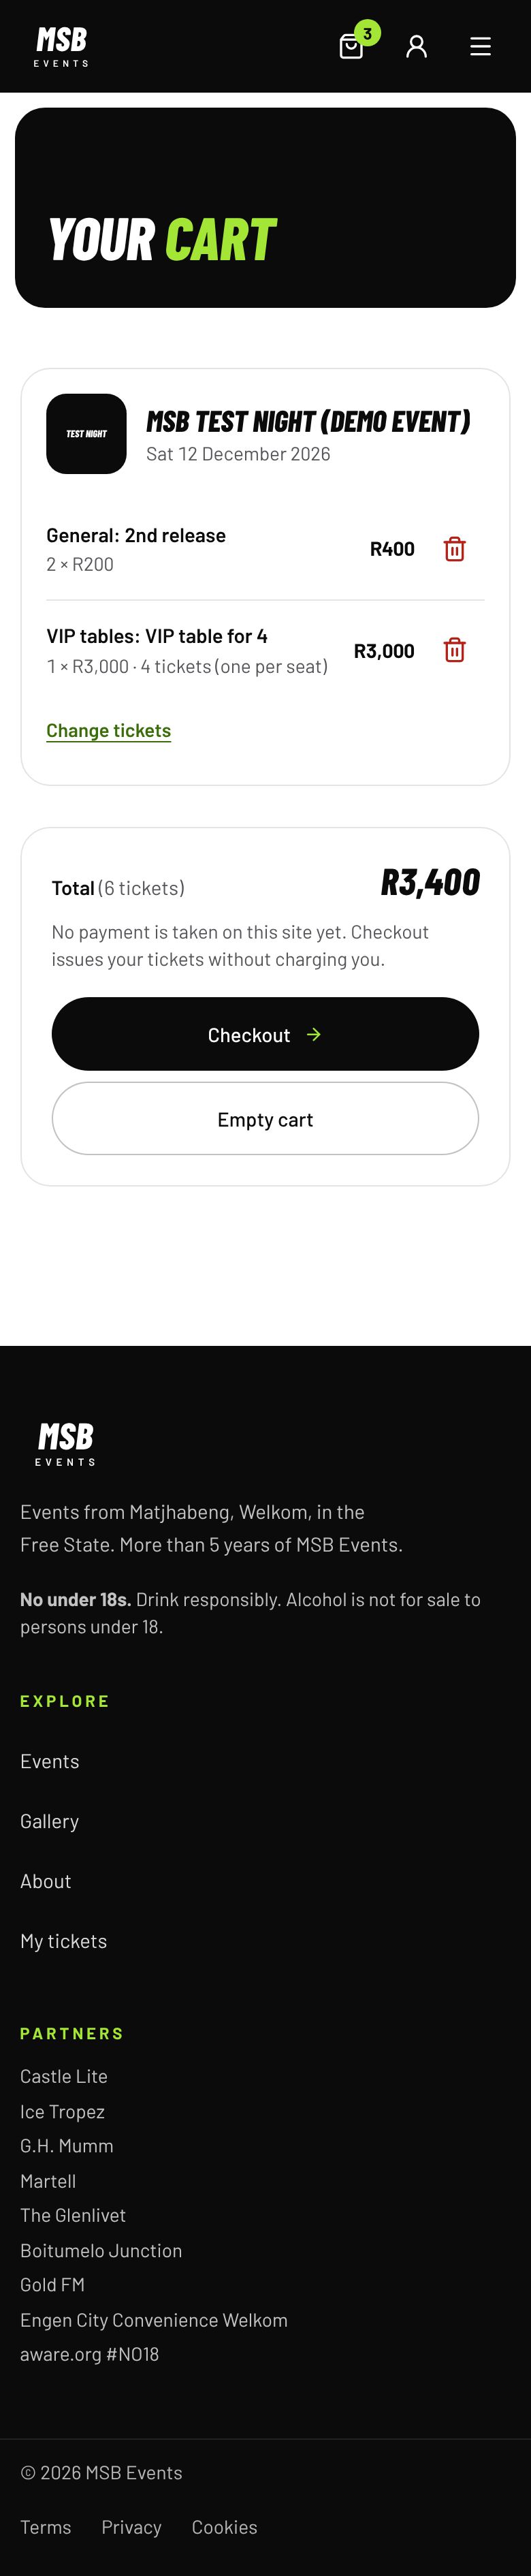 MSB
EVENTS
3
YOUR CART
TEST NIGHT
MSB TEST NIGHT (DEMO EVENT)
Sat 12 December 2026
General: 2nd release
2 × R200
R400
VIP tables: VIP table for 4
1 × R3,000 · 4 tickets (one per seat)
R3,000
Change tickets
Total (6 tickets)
R3,400
No payment is taken on this site yet. Checkout
issues your tickets without charging you.
Checkout →
Empty cart
MSB
EVENTS
Events from Matjhabeng, Welkom, in the
Free State. More than 5 years of MSB Events.
No under 18s. Drink responsibly. Alcohol is not for sale to
persons under 18.
EXPLORE
Events
Gallery
About
My tickets
PARTNERS
Castle Lite
Ice Tropez
G.H. Mumm
Martell
The Glenlivet
Boitumelo Junction
Gold FM
Engen City Convenience Welkom
aware.org #NO18
© 2026 MSB Events
Terms Privacy Cookies